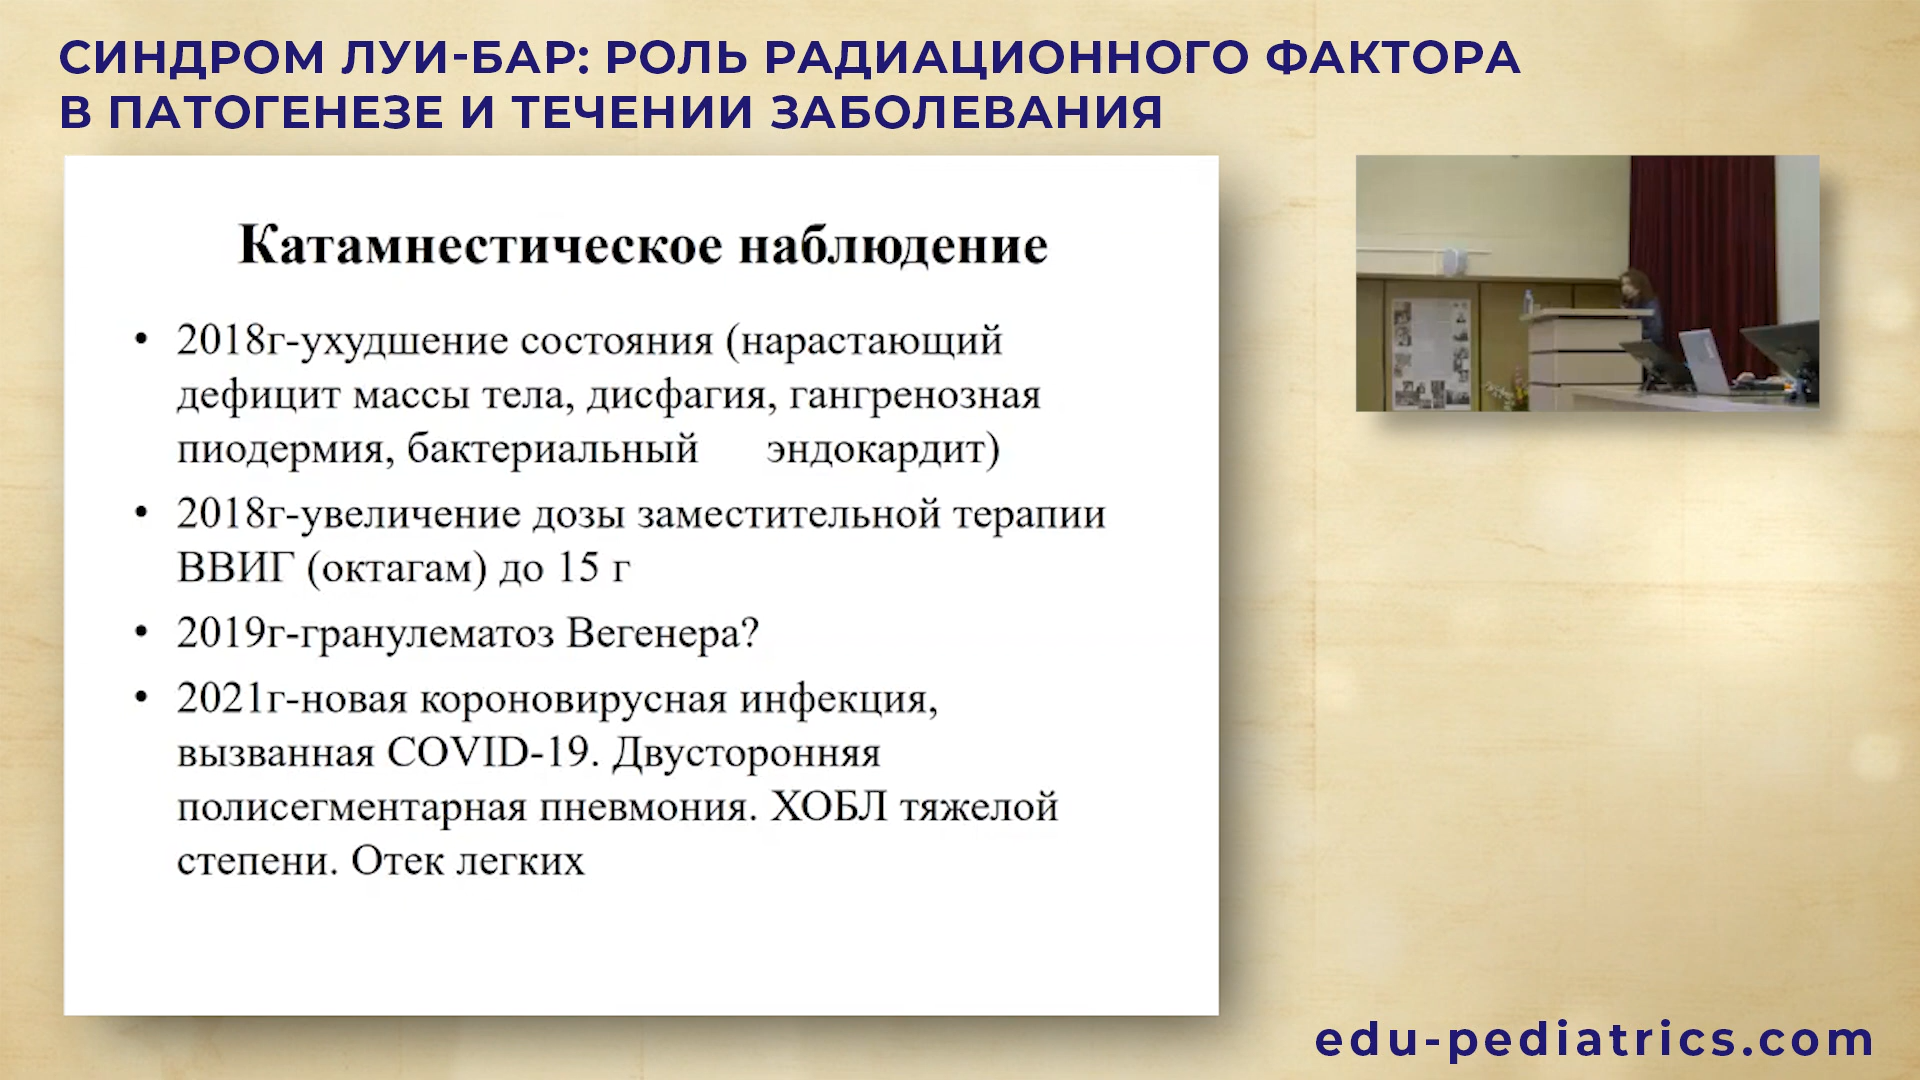 СИНДРОМ ЛУИ-БАР: РОЛЬ РАДИАЦИОННОГО ФАКТОРА
В ПАТОГЕНЕЗЕ И ТЕЧЕНИИ ЗАБОЛЕВАНИЯ
Катамнестическое наблюдение
• 2018г-ухудшение состояния (нарастающий
дефицит массы тела, дисфагия, гангренозная
пиодермия, бактериальный эндокардит)
• 2018г-увеличение дозы заместительной терапии
ВВИГ (октагам) до 15 г
• 2019г-гранулематоз Вегенера?
• 2021г-новая короновирусная инфекция,
вызванная COVID-19. Двусторонняя
полисегментарная пневмония. ХОБЛ тяжелой
степени. Отек легких
edu-pediatrics.com